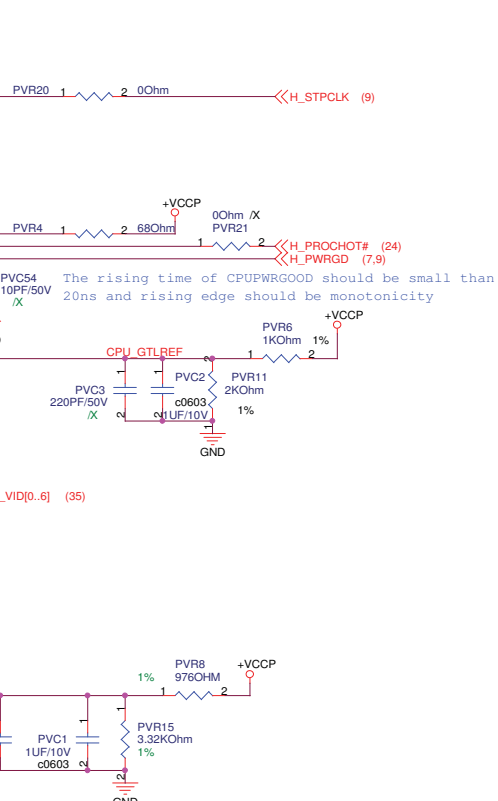 PVR20 1 2 0Ohm H_STPCLK (9)
+VCCP
0Ohm /X
PVR4 1 2 68Ohm PVR21
1 2 H_PROCHOT# (24)
H_PWRGD (7,9)
PVC54 The rising time of CPUPWRGOOD should be small than
10PF/50V 20ns and rising edge should be monotonicity
/X
+VCCP
PVR6
1KOhm 1%
CPU_GTLREF 2 1 2
1 1 PVC2 PVR11
PVC3 2KOhm
220PF/50V c0603 1%
/X 2 2 1UF/10V
1
GND
_VID[0..6] (35)
PVR8 +VCCP
1% 976OHM
1 2
1 1 PVR15
PVC1 3.32KOhm
1UF/10V 1%
c0603 2 2
GND